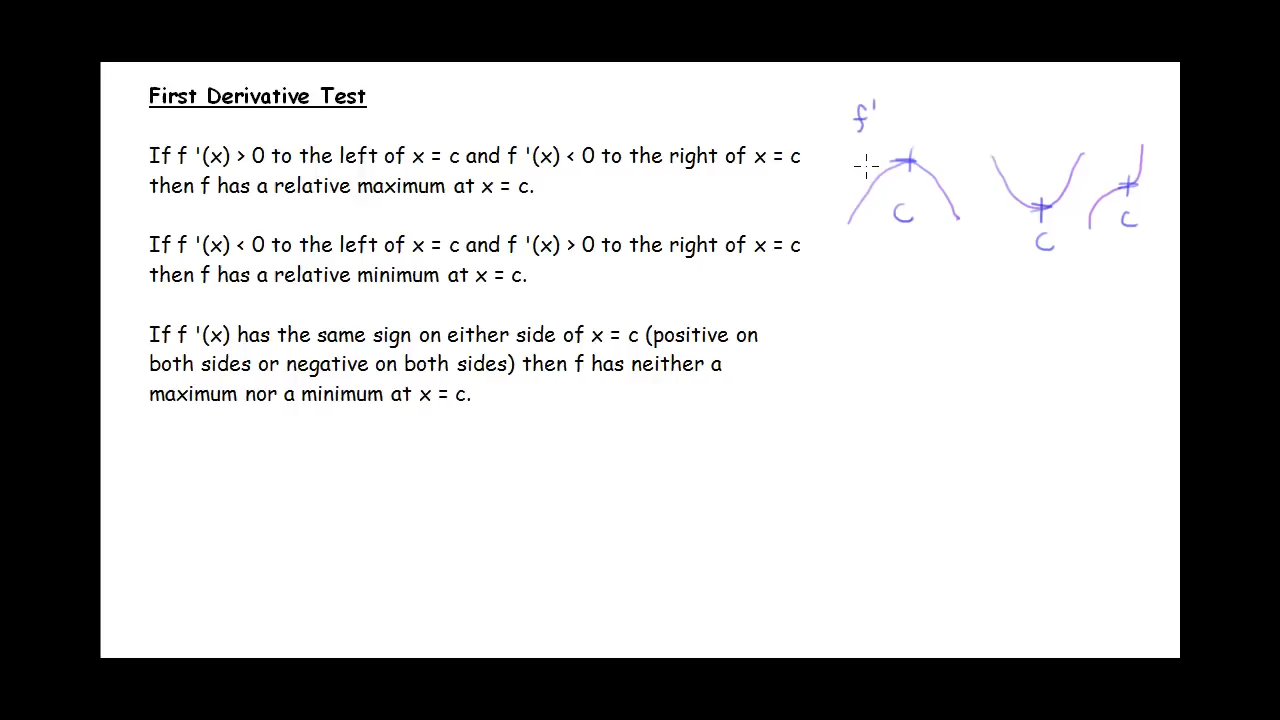 First Derivative Test
If f '(x) > 0 to the left of x = c and f '(x) < 0 to the right of x = c
then f has a relative maximum at x = c.
If f '(x) < 0 to the left of x = c and f '(x) > 0 to the right of x = c
then f has a relative minimum at x = c.
If f '(x) has the same sign on either side of x = c (positive on
both sides or negative on both sides) then f has neither a
maximum nor a minimum at x = c.
f'
c
c
c